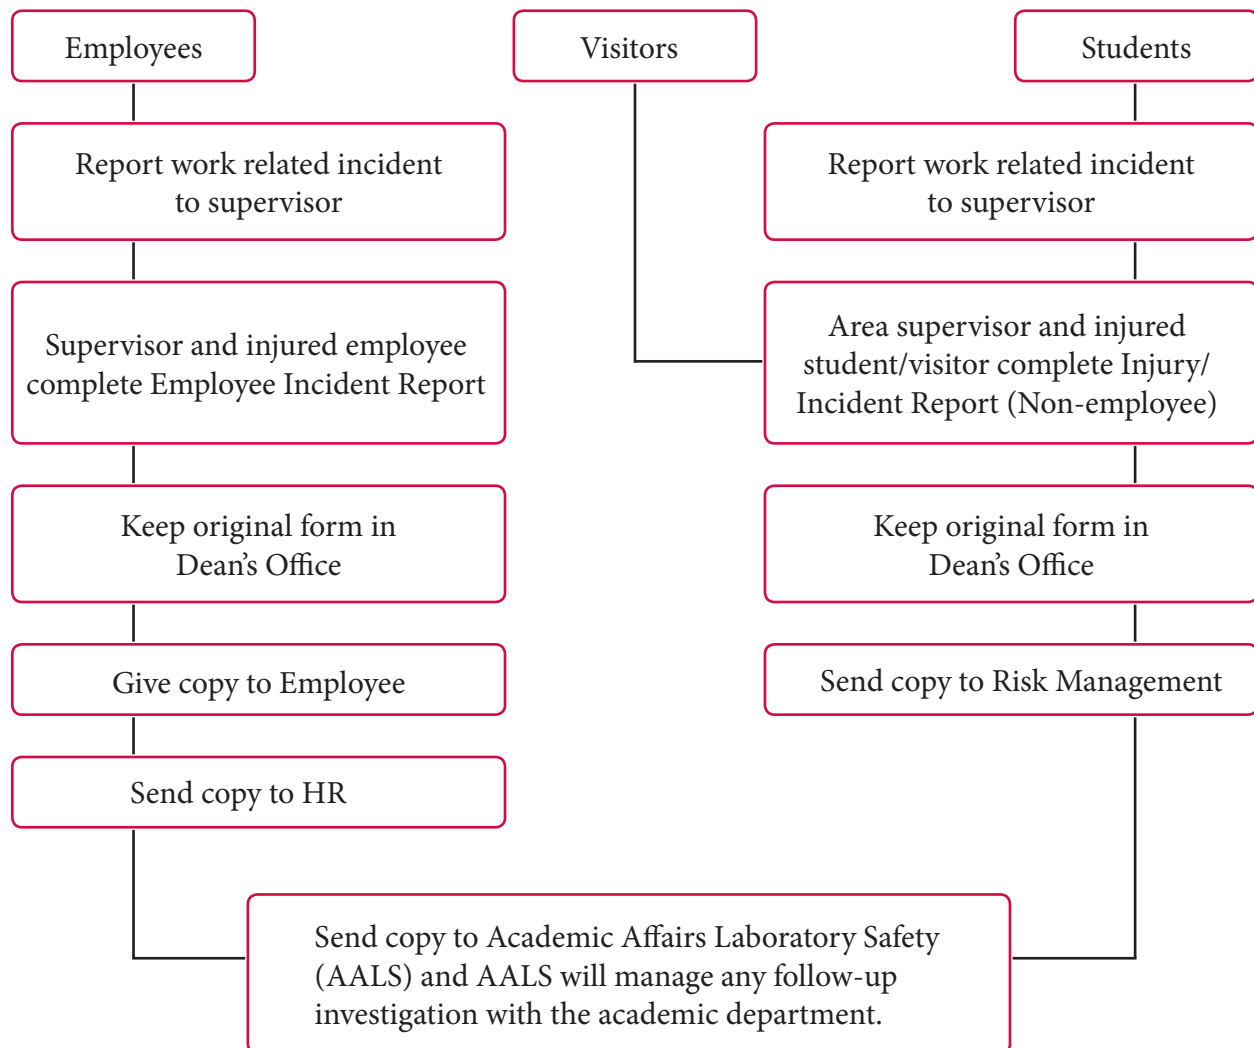 Employees
Visitors
Students
Report work related incident
to supervisor
Report work related incident
to supervisor
Supervisor and injured employee
complete Employee Incident Report
Area supervisor and injured
student/visitor complete Injury/
Incident Report (Non-employee)
Keep original form in
Dean's Office
Keep original form in
Dean's Office
Give copy to Employee
Send copy to Risk Management
Send copy to HR
Send copy to Academic Affairs Laboratory Safety
(AALS) and AALS will manage any follow-up
investigation with the academic department.